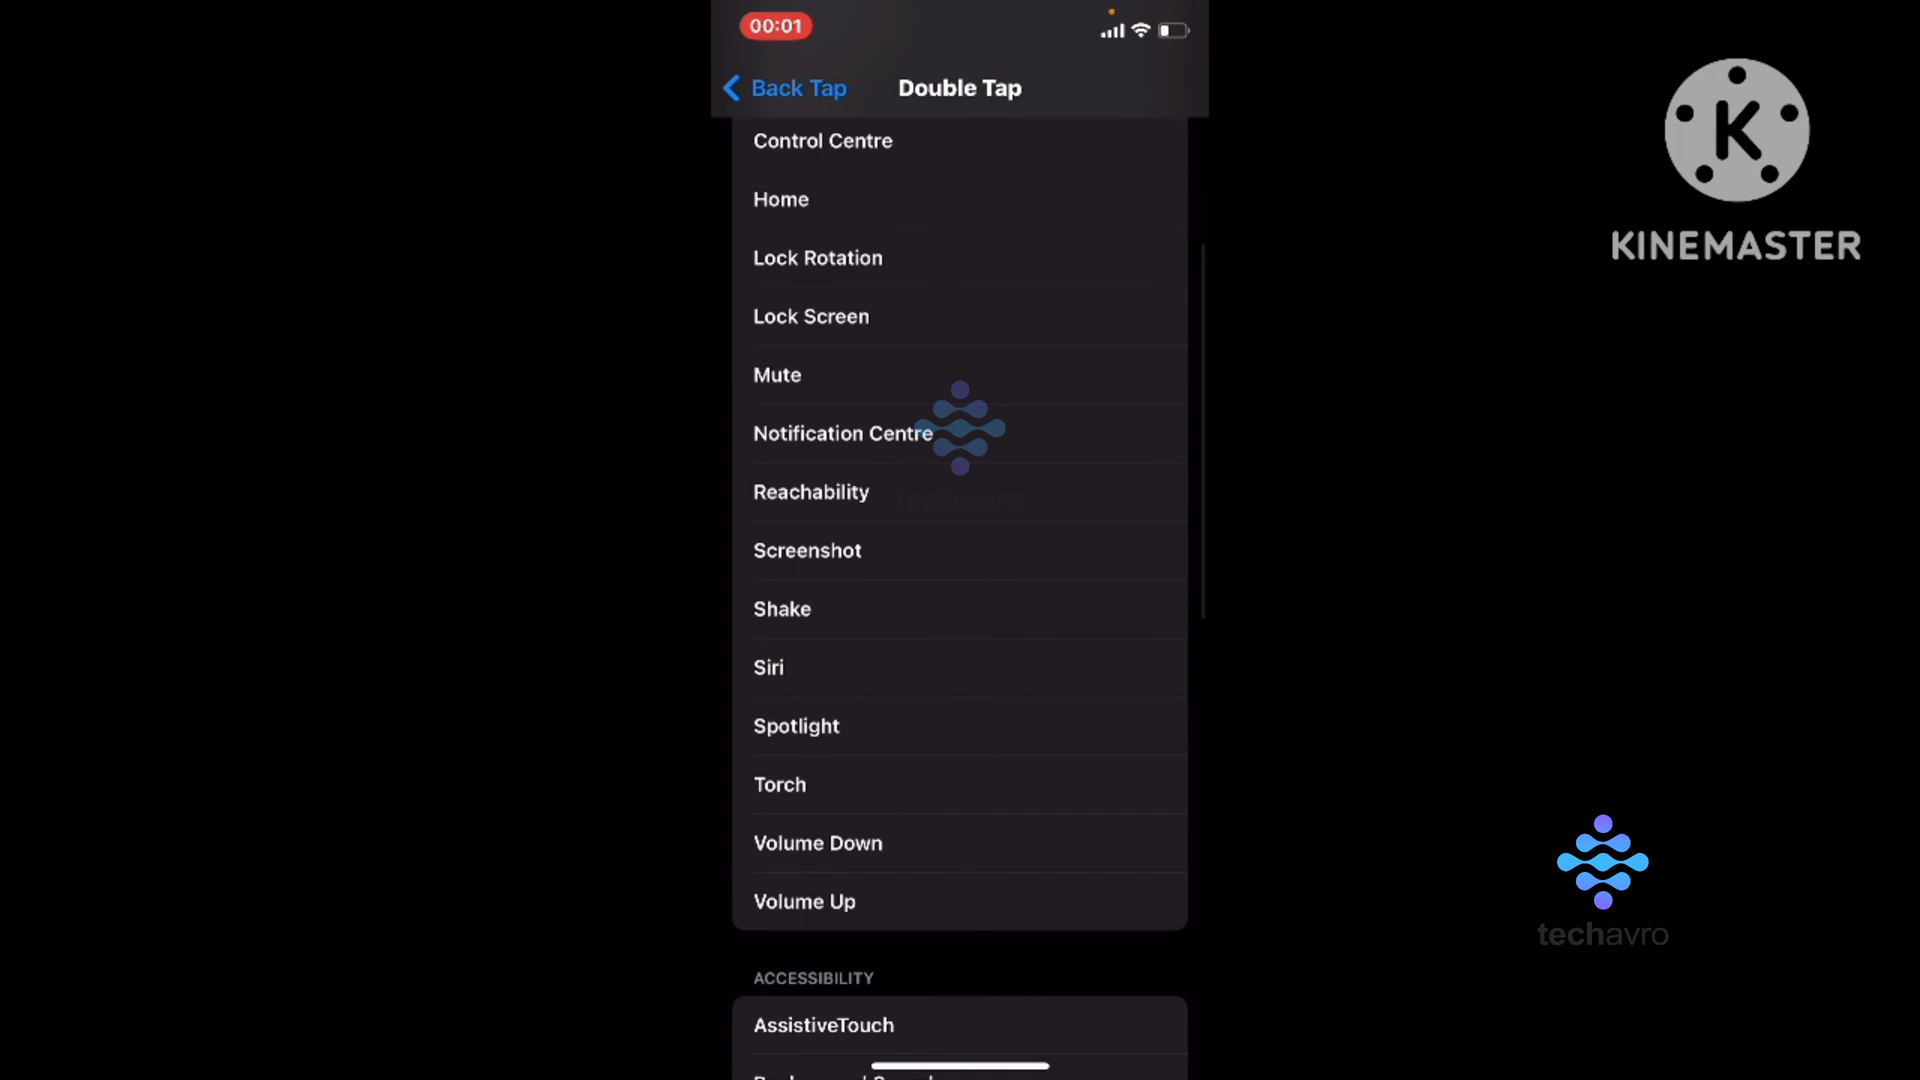 00:01
Back Tap
Double Tap
Control Centre
Home
Lock Rotation
Lock Screen
Mute
Notification Centre
Reachability
Screenshot
Shake
Siri
Spotlight
Torch
Volume Down
Volume Up
ACCESSIBILITY
AssistiveTouch
K
KINEMASTER
techavro